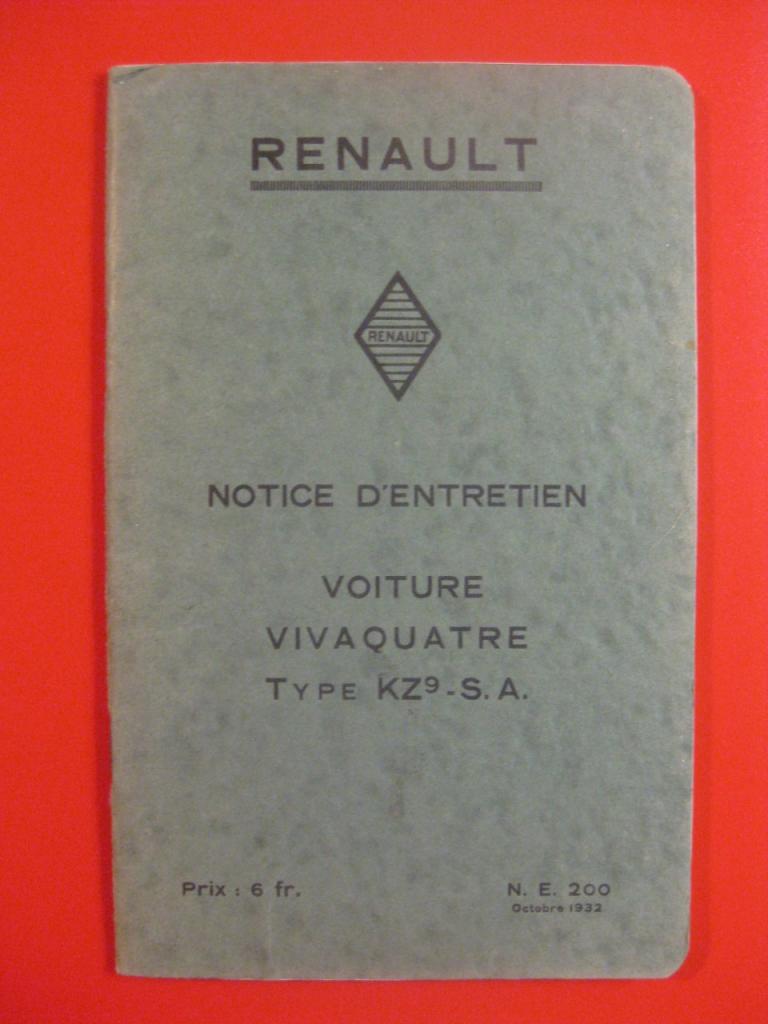 RENAULT
RENAULT
NOTICE D'ENTRETIEN
VOITURE
VIVAQUATRE
TYPE KZ⁹-S.A.
Prix : 6 fr.
N. E. 200
Octobre 1932